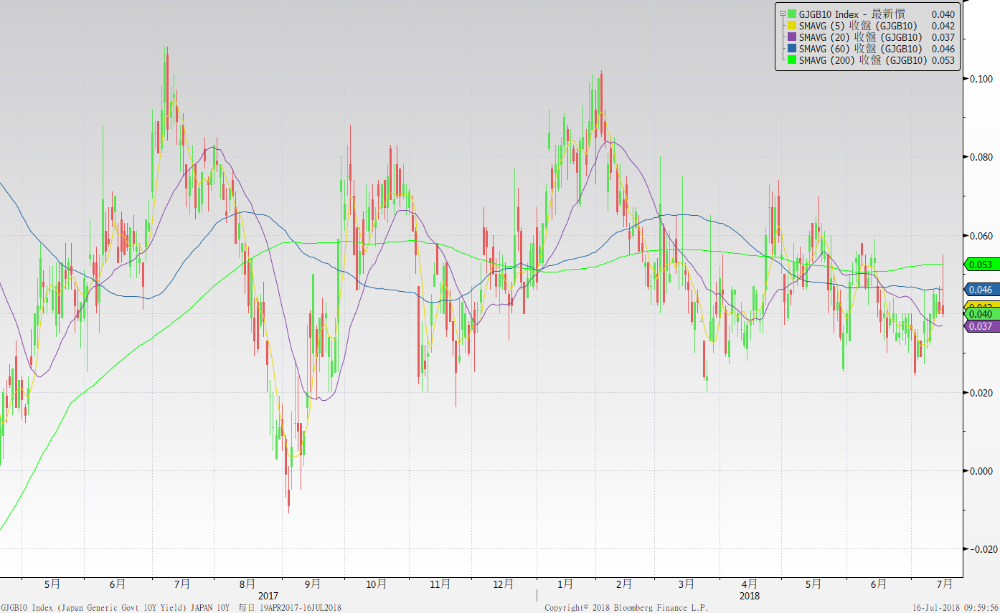 GJGB10 Index - 最新價 0.040
SMAVG (5) 收盤 (GJGB10) 0.042
SMAVG (20) 收盤 (GJGB10) 0.037
SMAVG (60) 收盤 (GJGB10) 0.046
SMAVG (200) 收盤 (GJGB10) 0.053
0.100
0.080
0.060
0.053
0.046
0.042
0.040
0.037
0.020
0.000
-0.020
5月 6月 7月 8月 9月 10月 11月 12月 1月 2月 3月 4月 5月 6月 7月
2017 2018
GJGB10 Index (Japan Generic Govt 10Y Yield) JAPAN 10Y 每日 19APR2017-16JUL2018 Copyright© 2018 Bloomberg Finance L.P. 16-Jul-2018 09:59:56